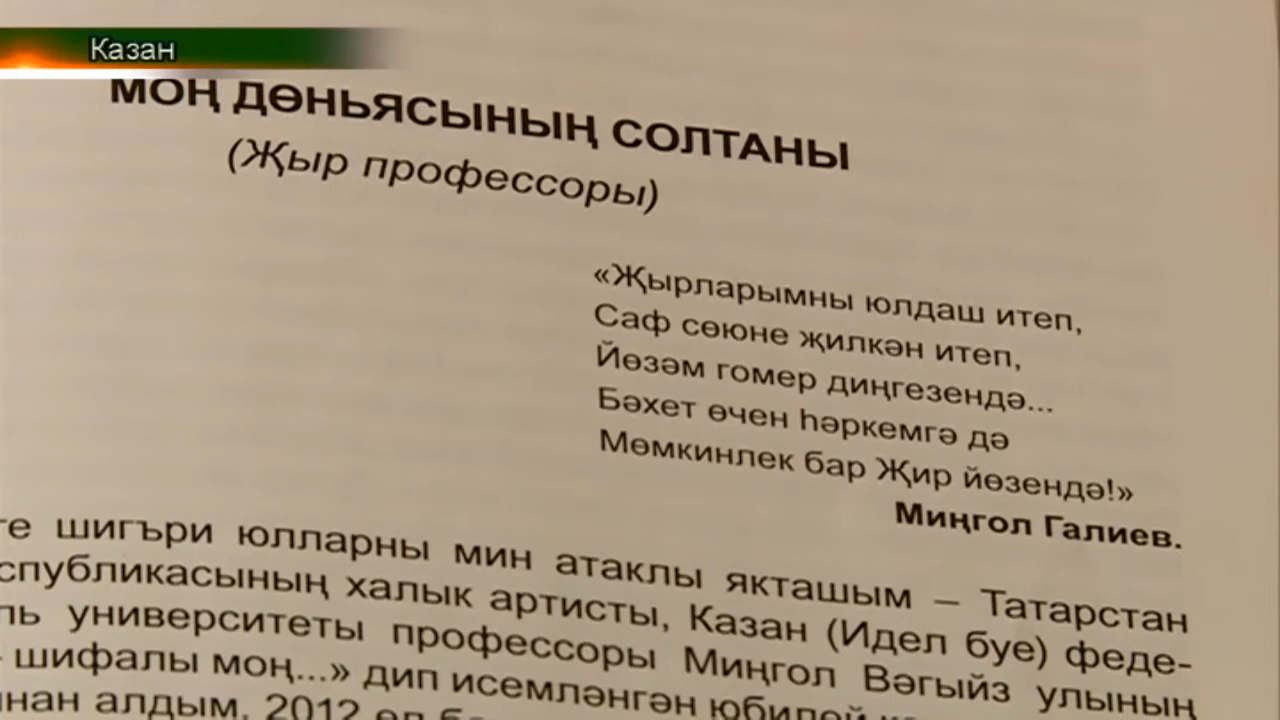 Казан
МОҢ ДӨНЬЯСЫНЫҢ СОЛТАНЫ
(Җыр профессоры)
«Җырларымны юлдаш итеп,
Саф сөюне җилкән итеп,
Йөзәм гомер диңгезендә...
Бәхет өчен һәркемгә дә
Мөмкинлек бар Җир йөзендә!»
Миңгол Галиев.
шигъри юлларны мин атаклы якташым – Татарстан
халык артисты, Казан (Идел буе) феде-
университеты профессоры Миңгол Вәгыйз улының
шифалы моң...» дип исемләнгән юбилей
алдым, 2012 ел